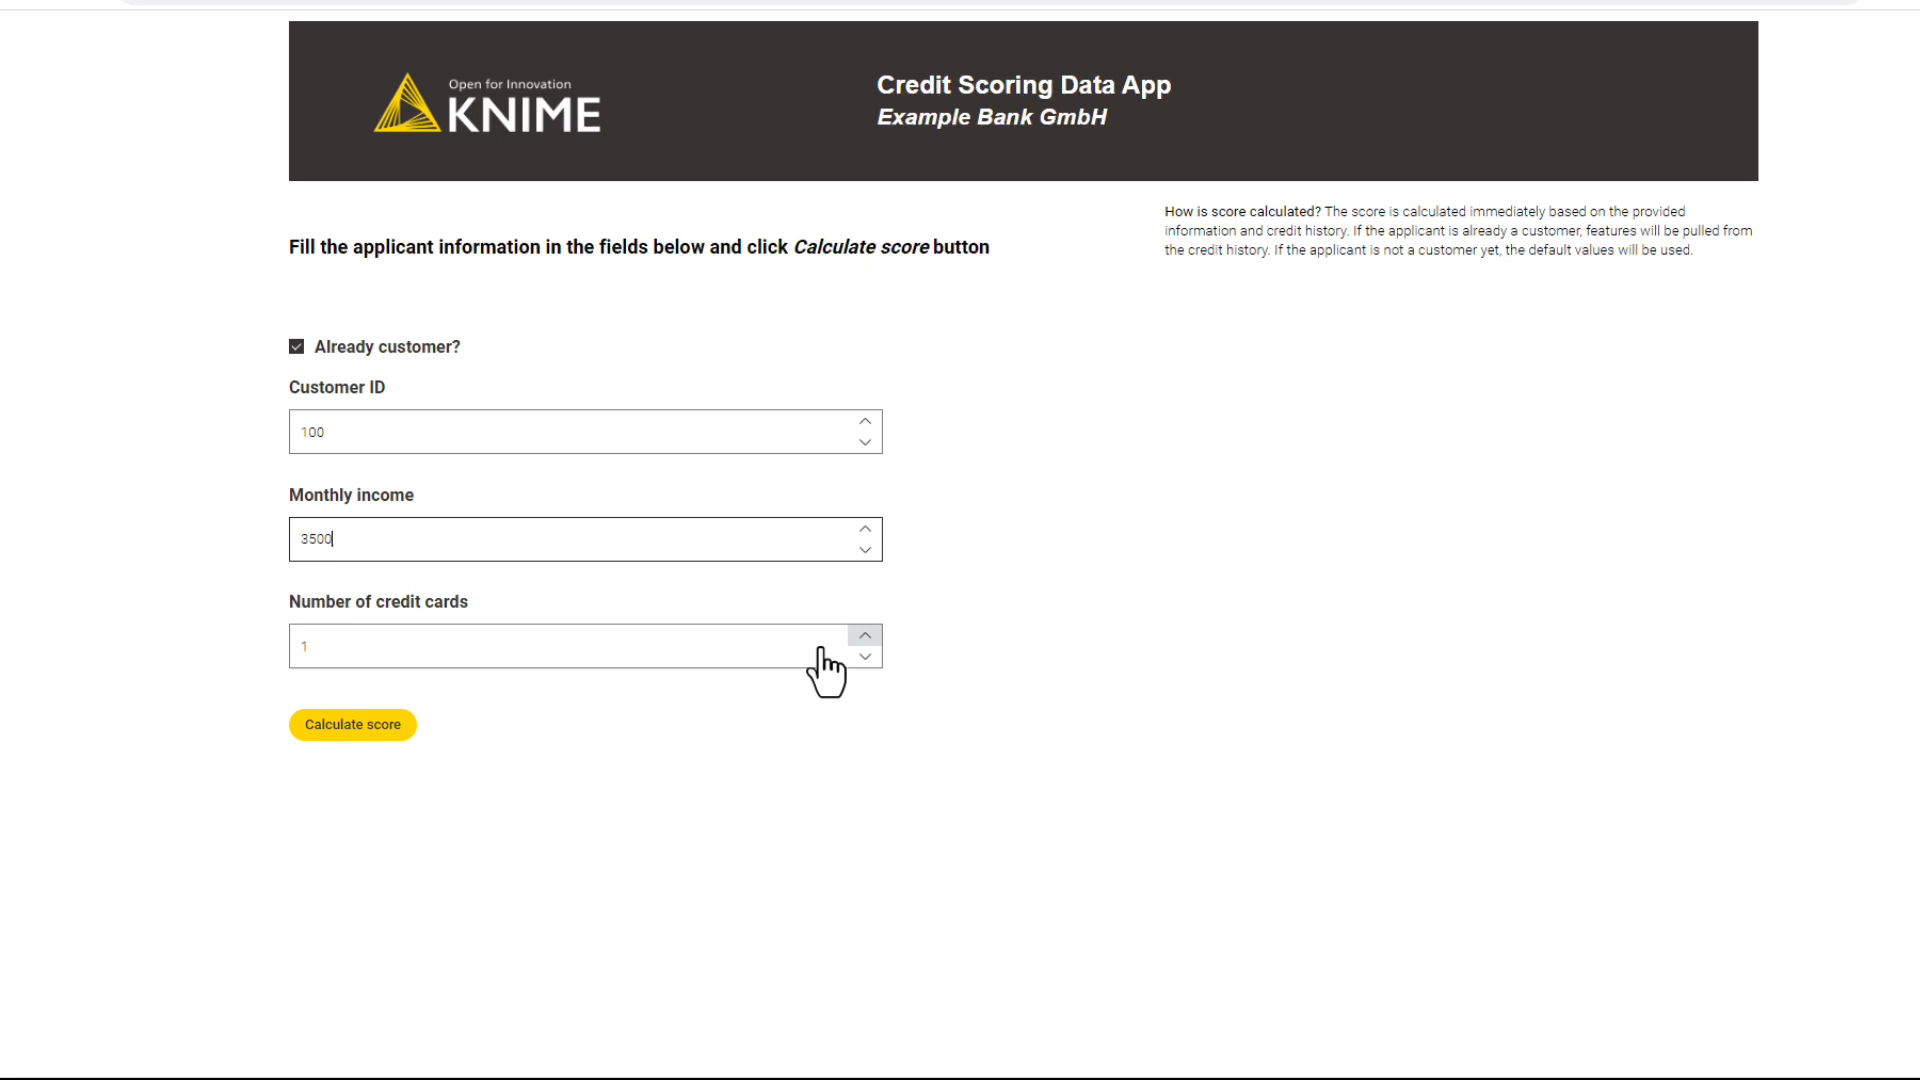 Open for Innovation
KNIME
Credit Scoring Data App
Example Bank GmbH
Fill the applicant information in the fields below and click Calculate score button
How is score calculated? The score is calculated immediately based on the provided
information and credit history. If the applicant is already a customer, features will be pulled from
the credit history. If the applicant is not a customer yet, the default values will be used.
Already customer?
Customer ID
100
Monthly income
3500
Number of credit cards
1
Calculate score